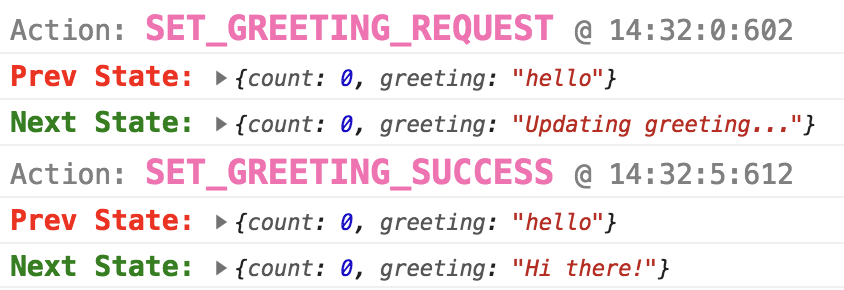 Action: SET_GREETING_REQUEST @ 14:32:0:602
Prev State: ▶{count: 0, greeting: "hello"}
Next State: ▶{count: 0, greeting: "Updating greeting..."}
Action: SET_GREETING_SUCCESS @ 14:32:5:612
Prev State: ▶{count: 0, greeting: "hello"}
Next State: ▶{count: 0, greeting: "Hi there!"}